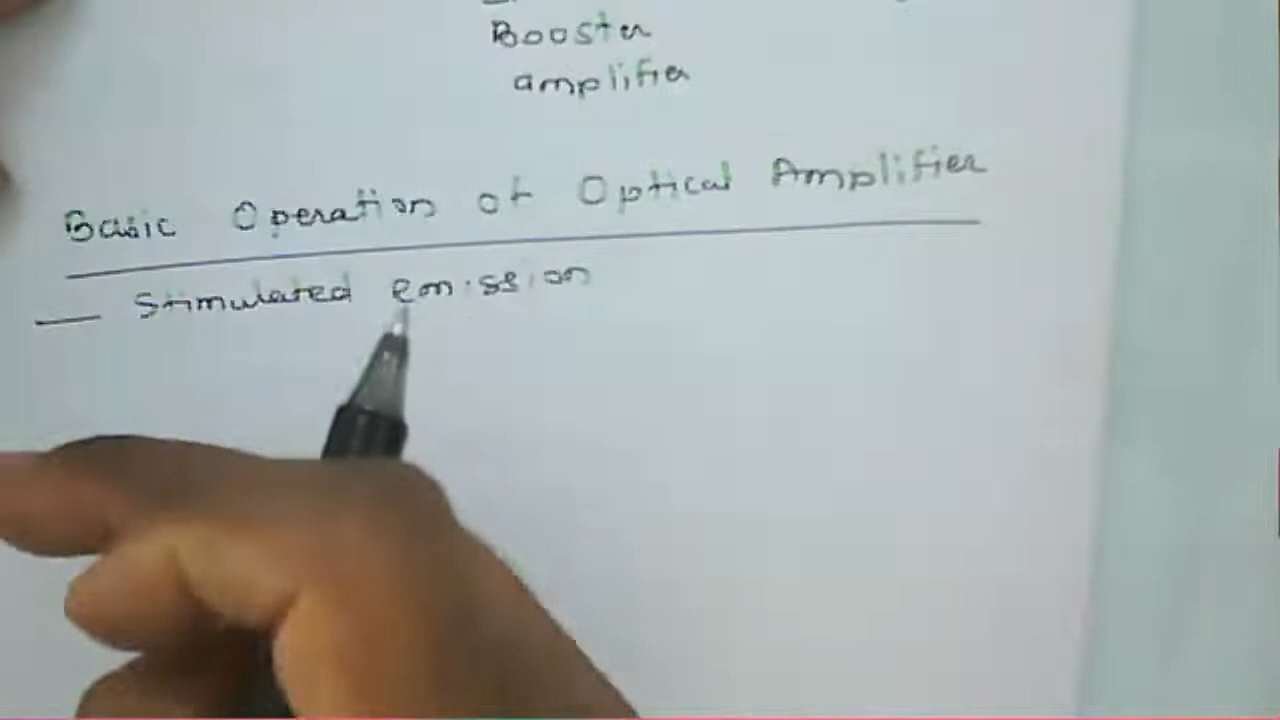 Booster
amplifier
Basic Operation of Optical Amplifier
— Stimulated emission